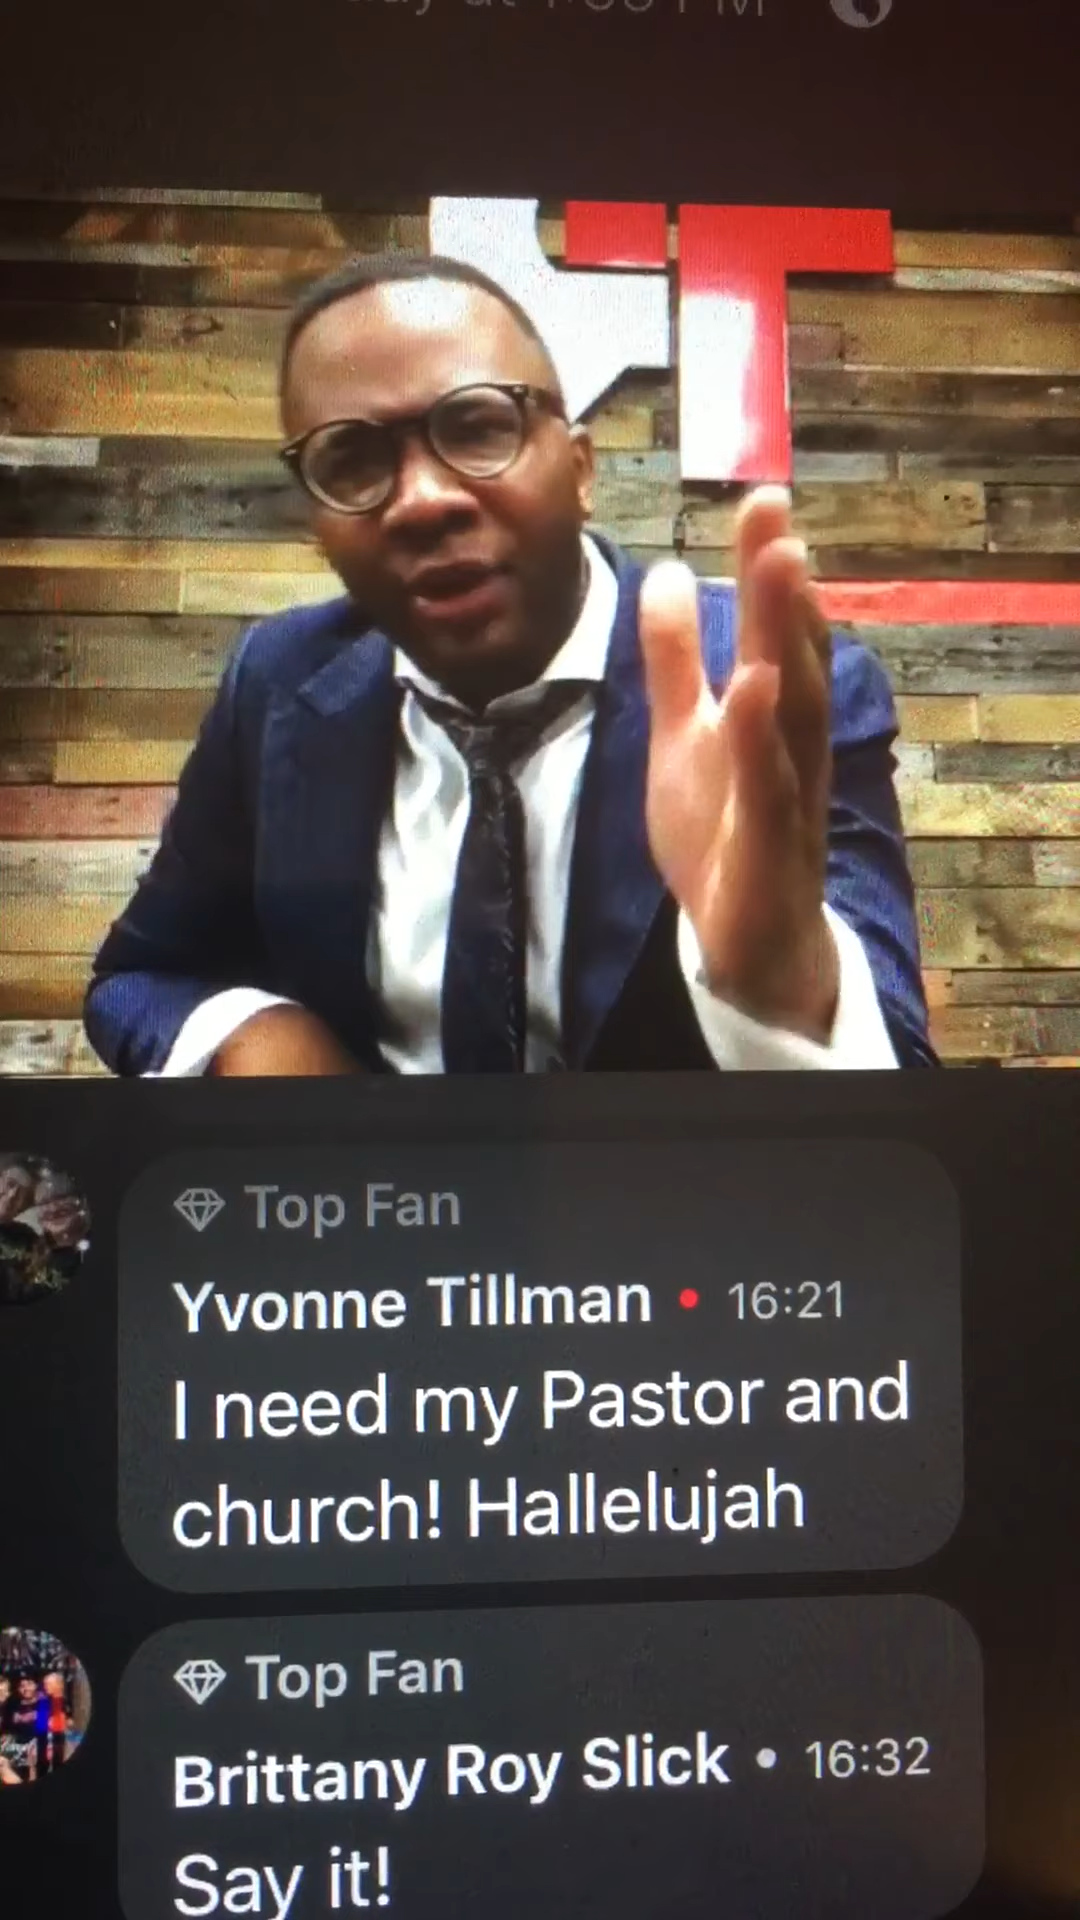 T
Top Fan
Yvonne Tillman • 16:21
I need my Pastor and
church! Hallelujah
Top Fan
Brittany Roy Slick • 16:32
Say it!